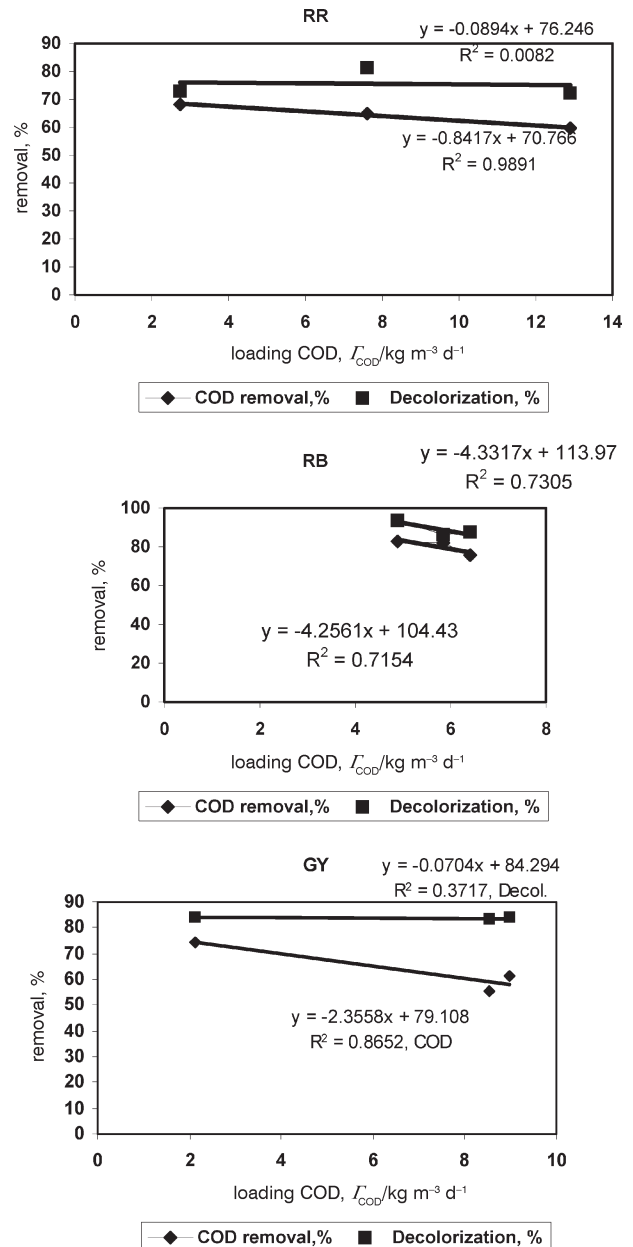 RR
y = -0.0894x + 76.246
R² = 0.0082
90
80
70
60
50
40
30
20
10
0
removal, %
y = -0.8417x + 70.766
R² = 0.9891
0 2 4 6 8 10 12 14
loading COD, Γ_COD/kg m⁻³ d⁻¹
COD removal,% Decolorization, %
RB
y = -4.3317x + 113.97
R² = 0.7305
100
80
60
40
20
0
removal, %
y = -4.2561x + 104.43
R² = 0.7154
0 2 4 6 8
loading COD, Γ_COD/kg m⁻³ d⁻¹
COD removal,% Decolorization, %
GY
y = -0.0704x + 84.294
R² = 0.3717, Decol.
90
80
70
60
50
40
30
20
10
0
removal, %
y = -2.3558x + 79.108
R² = 0.8652, COD
0 2 4 6 8 10
loading COD, Γ_COD/kg m⁻³ d⁻¹
COD removal,% Decolorization, %